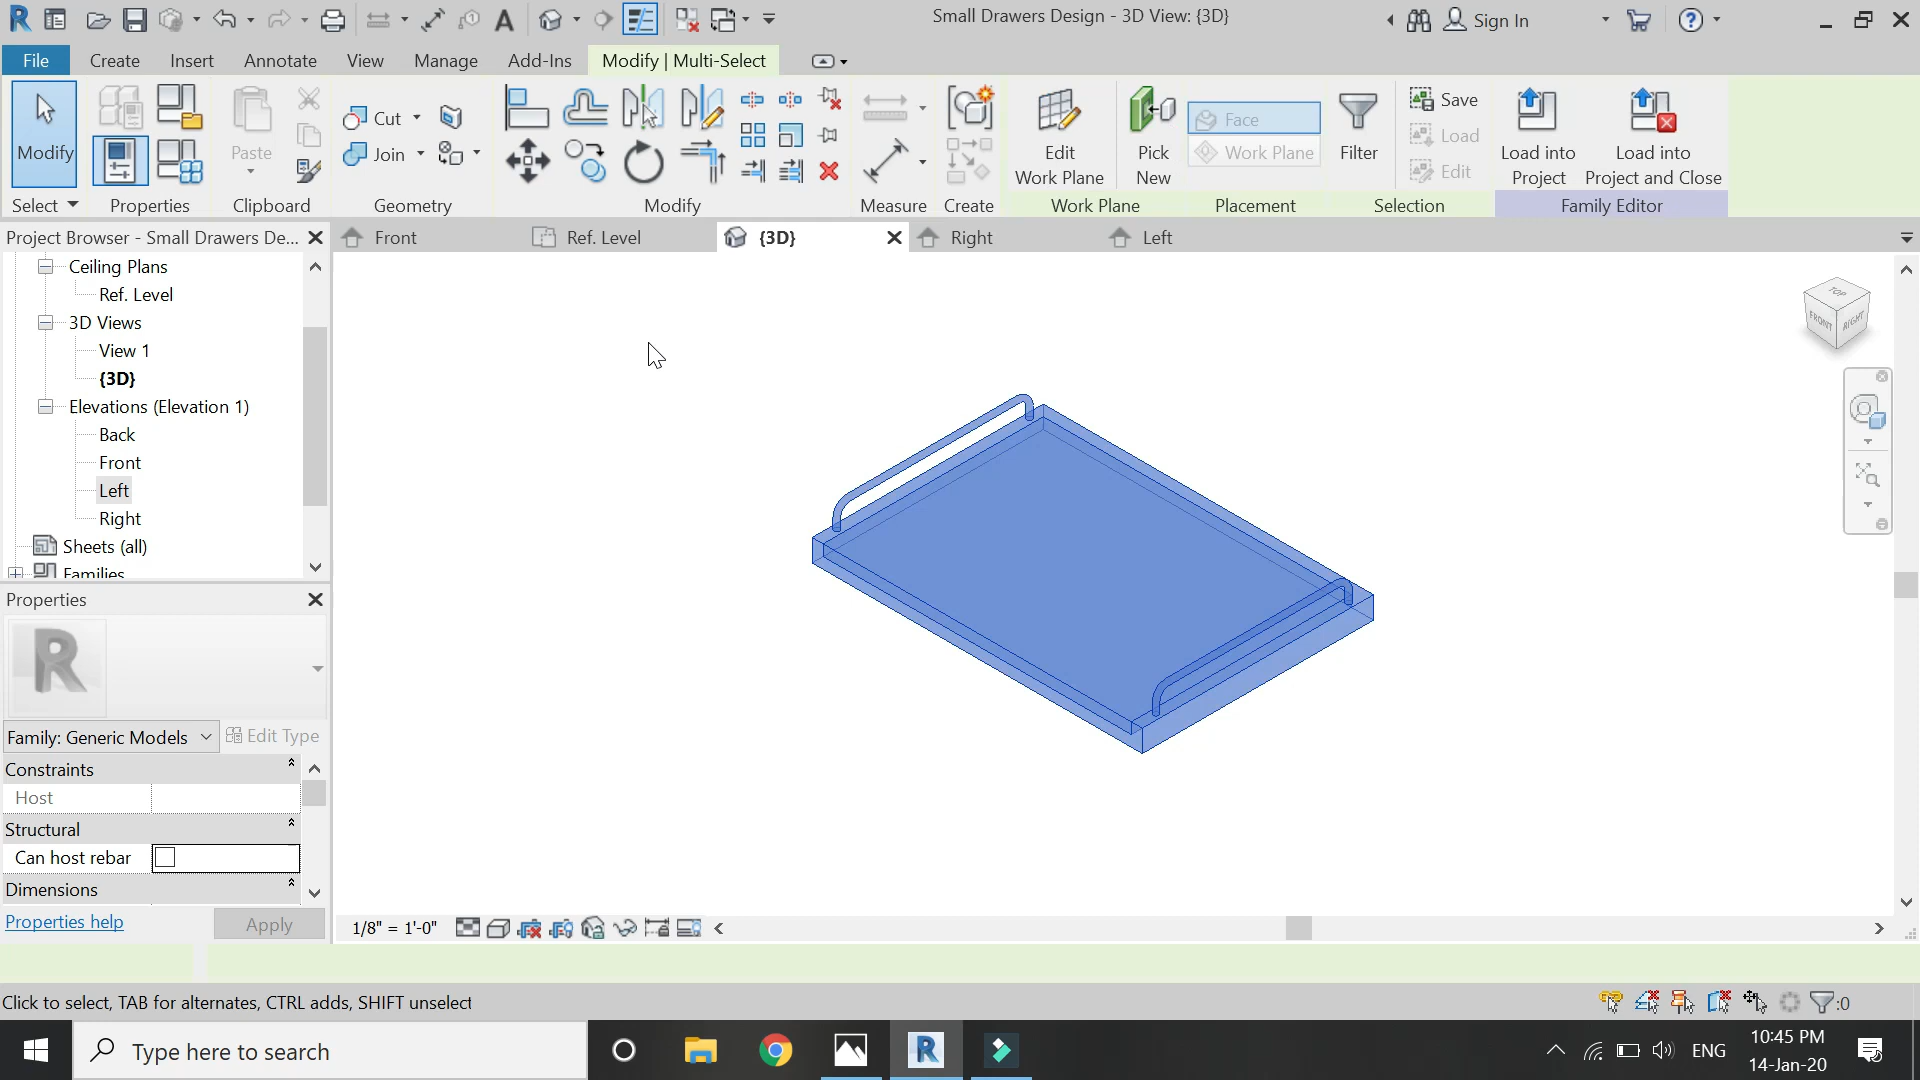 Small Drawers Design - 3D View: {3D}
Sign In
File
Create
Insert
Annotate
View
Manage
Add-Ins
Modify | Multi-Select
Modify
Paste
Cut
Join
Edit
Work Plane
Pick
New
Face
Work Plane
Filter
Save
Load
Edit
Load into
Project
Load into
Project and Close
Select
Properties
Clipboard
Geometry
Modify
Measure
Create
Work Plane
Placement
Selection
Family Editor
Project Browser - Small Drawers De...
Front
Ref. Level
{3D}
Right
Left
Ceiling Plans
Ref. Level
3D Views
View 1
{3D}
Elevations (Elevation 1)
Back
Front
Left
Right
Sheets (all)
Families
TOP
FRONT
RIGHT
Properties
R
Family: Generic Models
Edit Type
Constraints
Host
Structural
Can host rebar
Dimensions
Properties help
Apply
1/8" = 1'-0"
Click to select, TAB for alternates, CTRL adds, SHIFT unselect
:0
Type here to search
R
ENG
10:45 PM
14-Jan-20